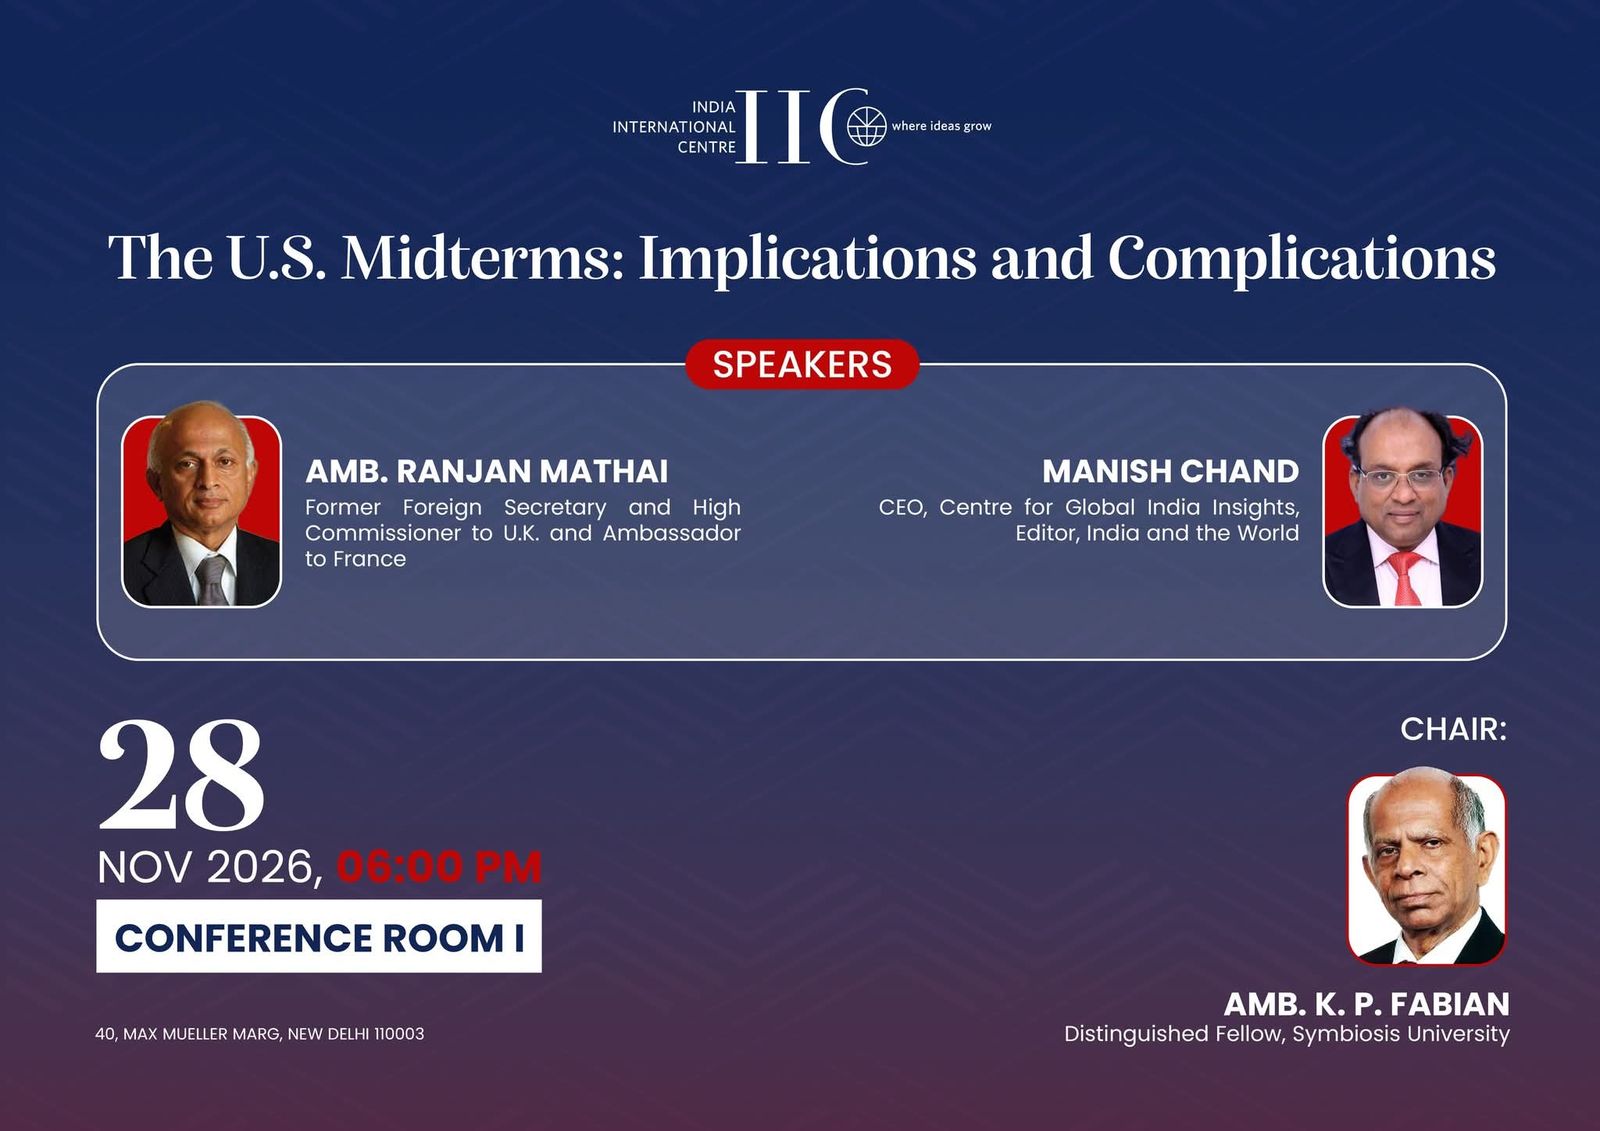 INDIA
INTERNATIONAL
CENTRE
IIC
where ideas grow
The U.S. Midterms: Implications and Complications
SPEAKERS
AMB. RANJAN MATHAI
Former Foreign Secretary and High
Commissioner to U.K. and Ambassador
to France
MANISH CHAND
CEO, Centre for Global India Insights,
Editor, India and the World
28
NOV 2026, 06:00 PM
CONFERENCE ROOM I
40, MAX MUELLER MARG, NEW DELHI 110003
CHAIR:
AMB. K. P. FABIAN
Distinguished Fellow, Symbiosis University